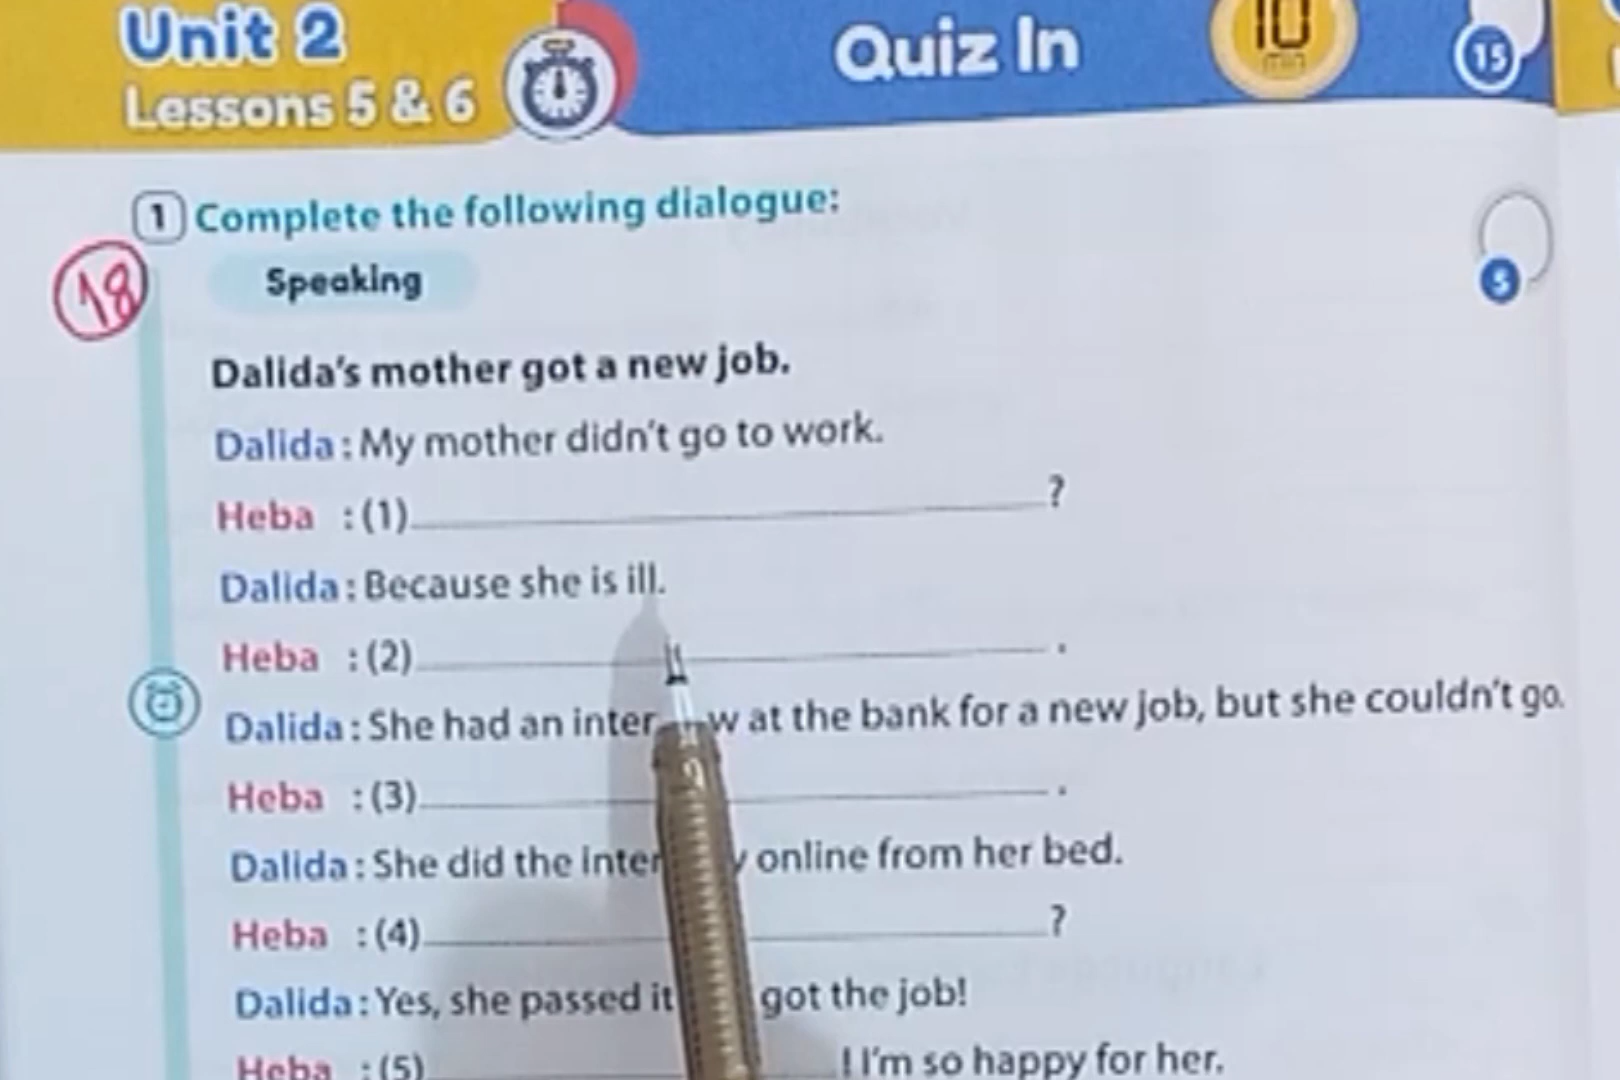 Unit 2
Lessons 5 & 6
Quiz In
10
min
15
1 Complete the following dialogue:
5
18
Speaking
Dalida's mother got a new job.
Dalida : My mother didn't go to work.
Heba : (1) ?
Dalida : Because she is ill.
Heba : (2) .
Dalida : She had an inter w at the bank for a new job, but she couldn't go.
Heba : (3) .
Dalida : She did the inter online from her bed.
Heba : (4) ?
Dalida : Yes, she passed it got the job!
Heba : (5) ! I'm so happy for her.